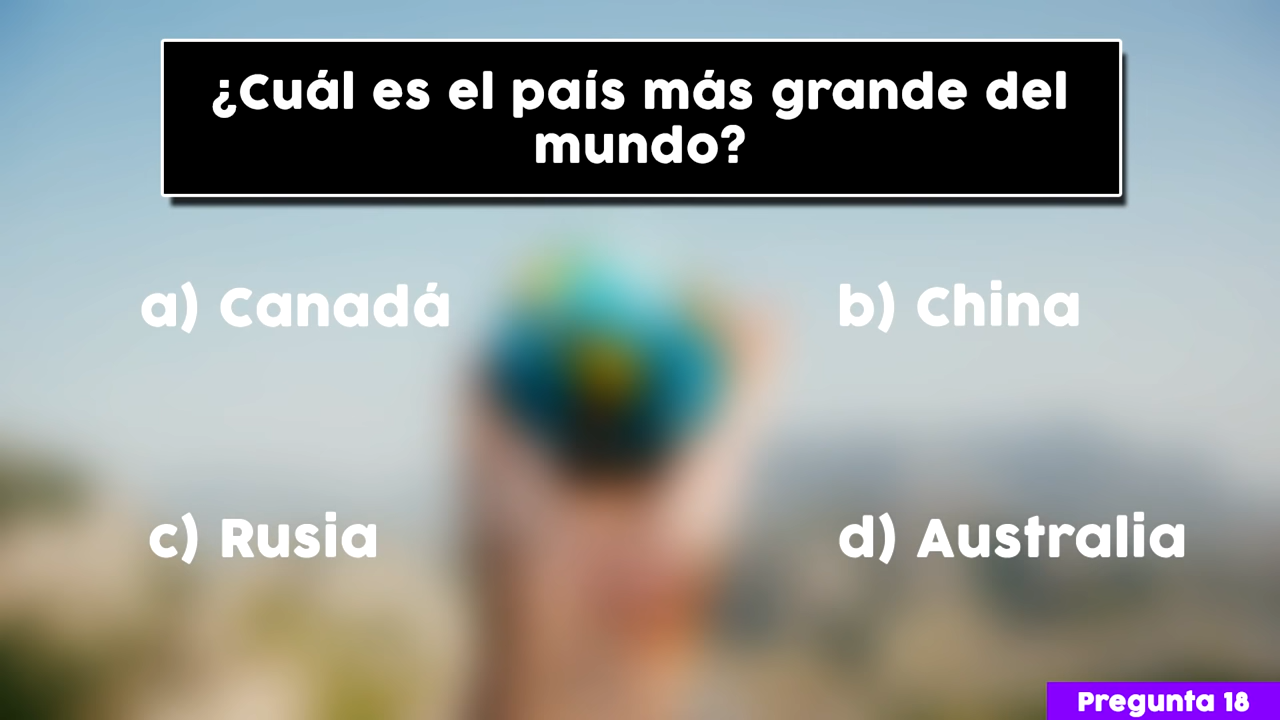 ¿Cuál es el país más grande del
mundo?
a) Canadá
b) China
c) Rusia
d) Australia
Pregunta 18